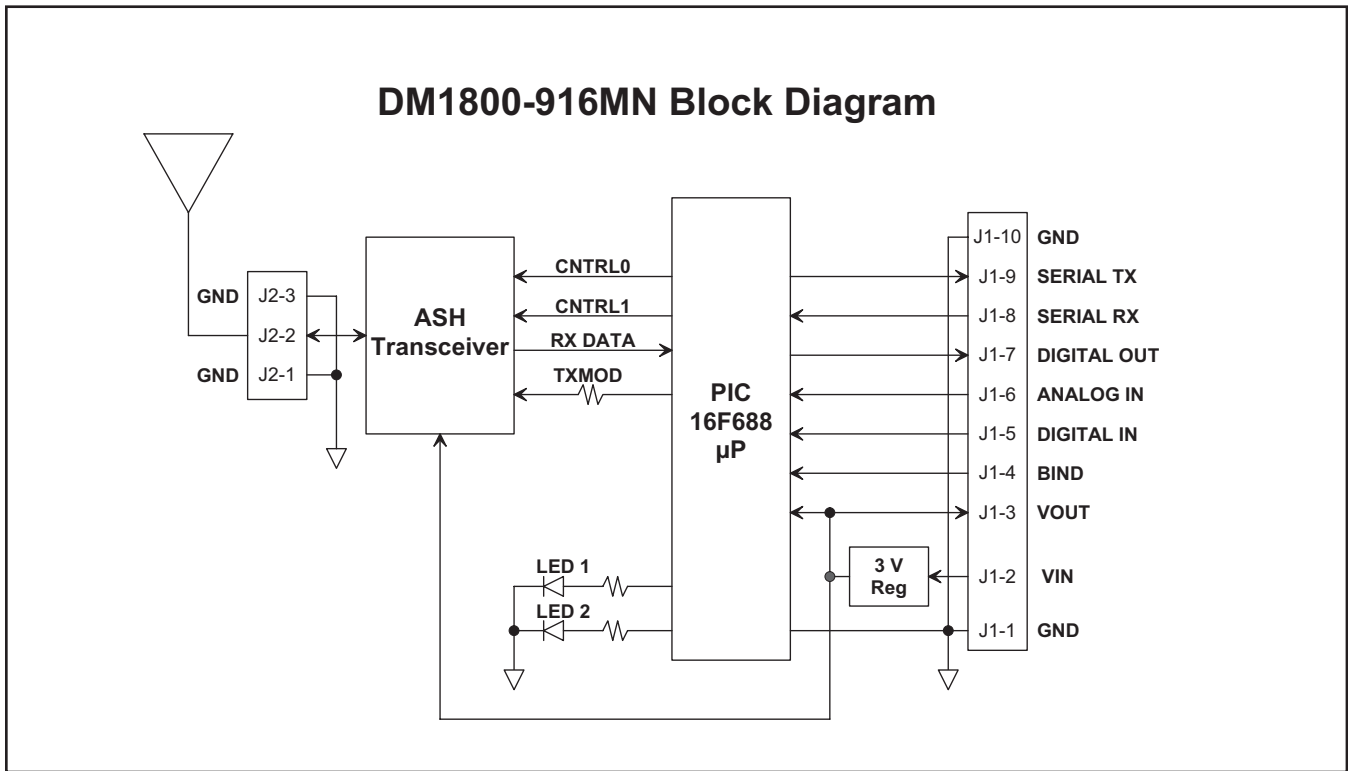 DM1800-916MN Block Diagram
GND J2-3
J2-2
GND J2-1
ASH
Transceiver
CNTRL0
CNTRL1
RX DATA
TXMOD
PIC
16F688
µP
LED 1
LED 2
3 V
Reg
J1-10 GND
J1-9 SERIAL TX
J1-8 SERIAL RX
J1-7 DIGITAL OUT
J1-6 ANALOG IN
J1-5 DIGITAL IN
J1-4 BIND
J1-3 VOUT
J1-2 VIN
J1-1 GND